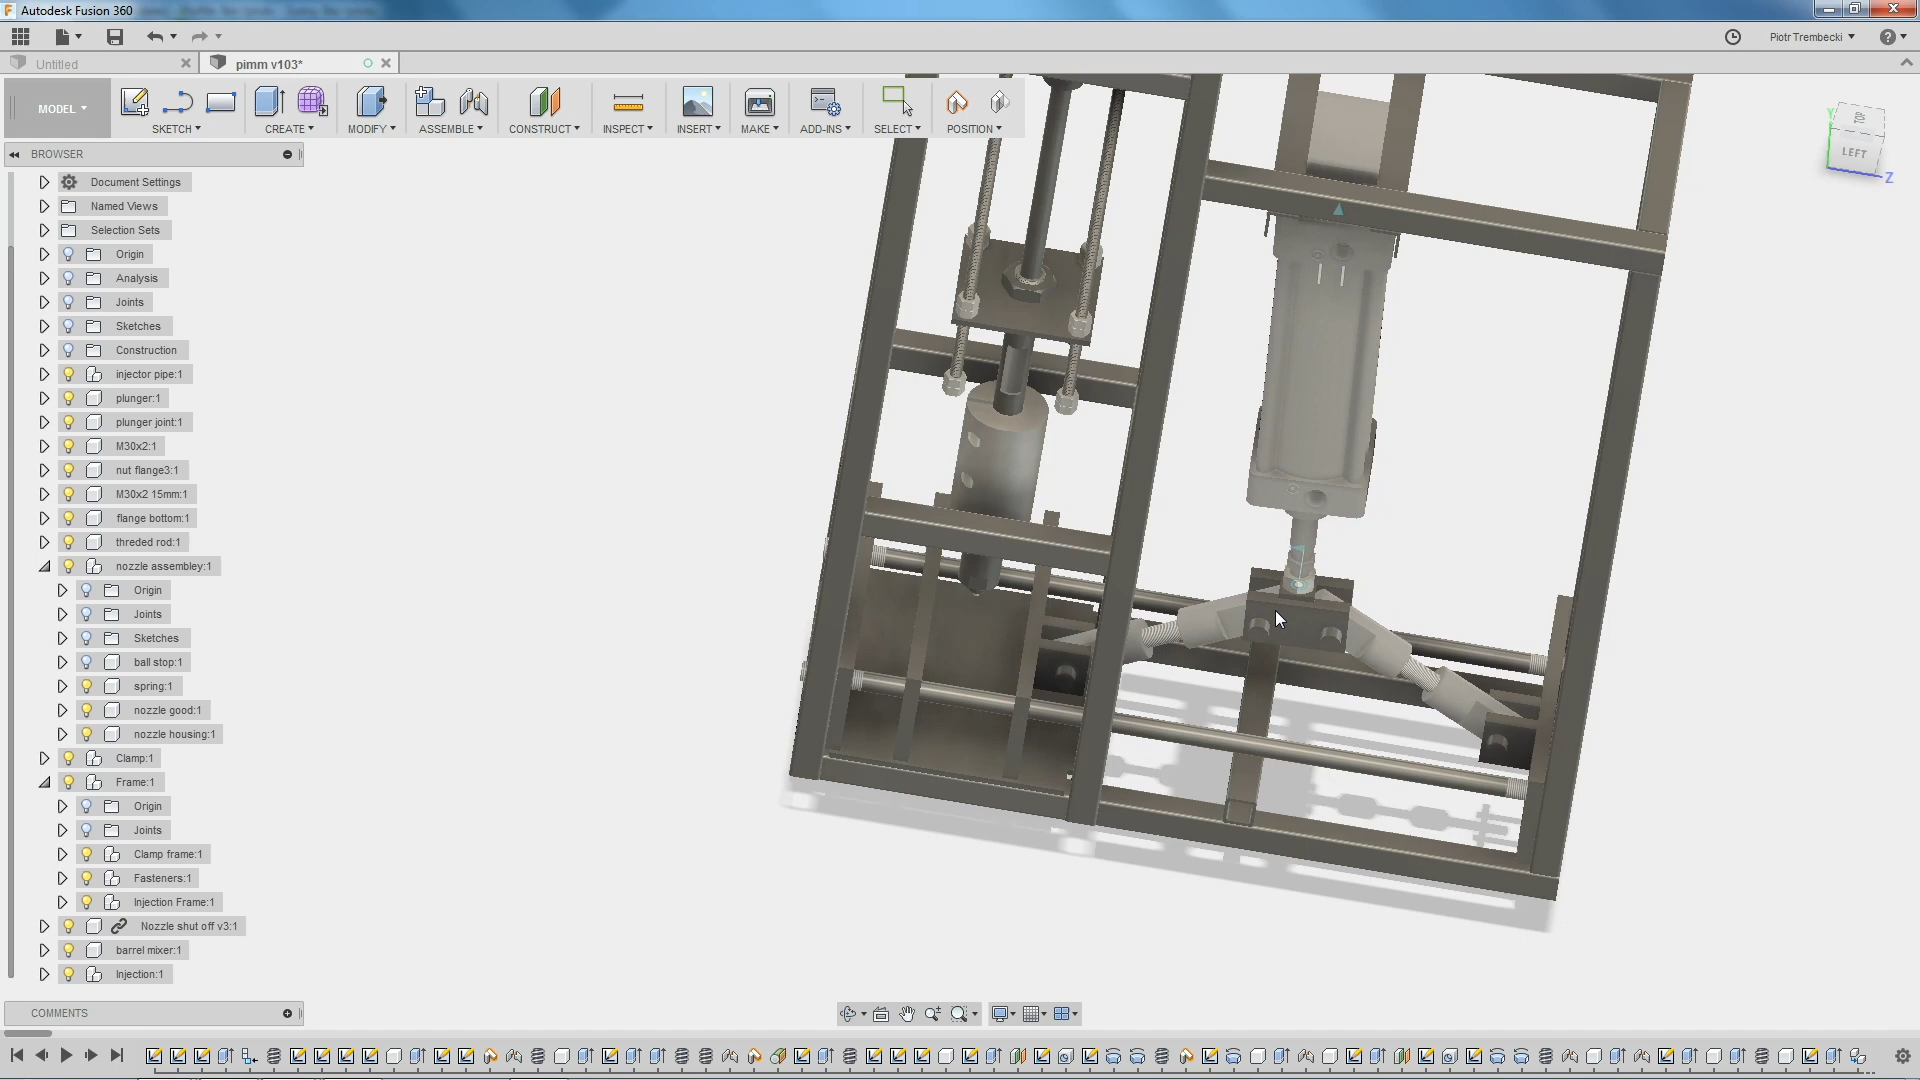 Autodesk Fusion 360
Piotr Trembecki
Untitled
pimm v103*
MODEL
SKETCH
CREATE
MODIFY
ASSEMBLE
CONSTRUCT
INSPECT
INSERT
MAKE
ADD-INS
SELECT
POSITION
LEFT
Y
Z
BROWSER
Document Settings
Named Views
Selection Sets
Origin
Analysis
Joints
Sketches
Construction
injector pipe:1
plunger:1
plunger joint:1
M30x2:1
nut flange3:1
M30x2 15mm:1
flange bottom:1
threded rod:1
nozzle assembley:1
Origin
Joints
Sketches
ball stop:1
spring:1
nozzle good:1
nozzle housing:1
Clamp:1
Frame:1
Origin
Joints
Clamp frame:1
Fasteners:1
Injection Frame:1
Nozzle shut off v3:1
barrel mixer:1
Injection:1
COMMENTS